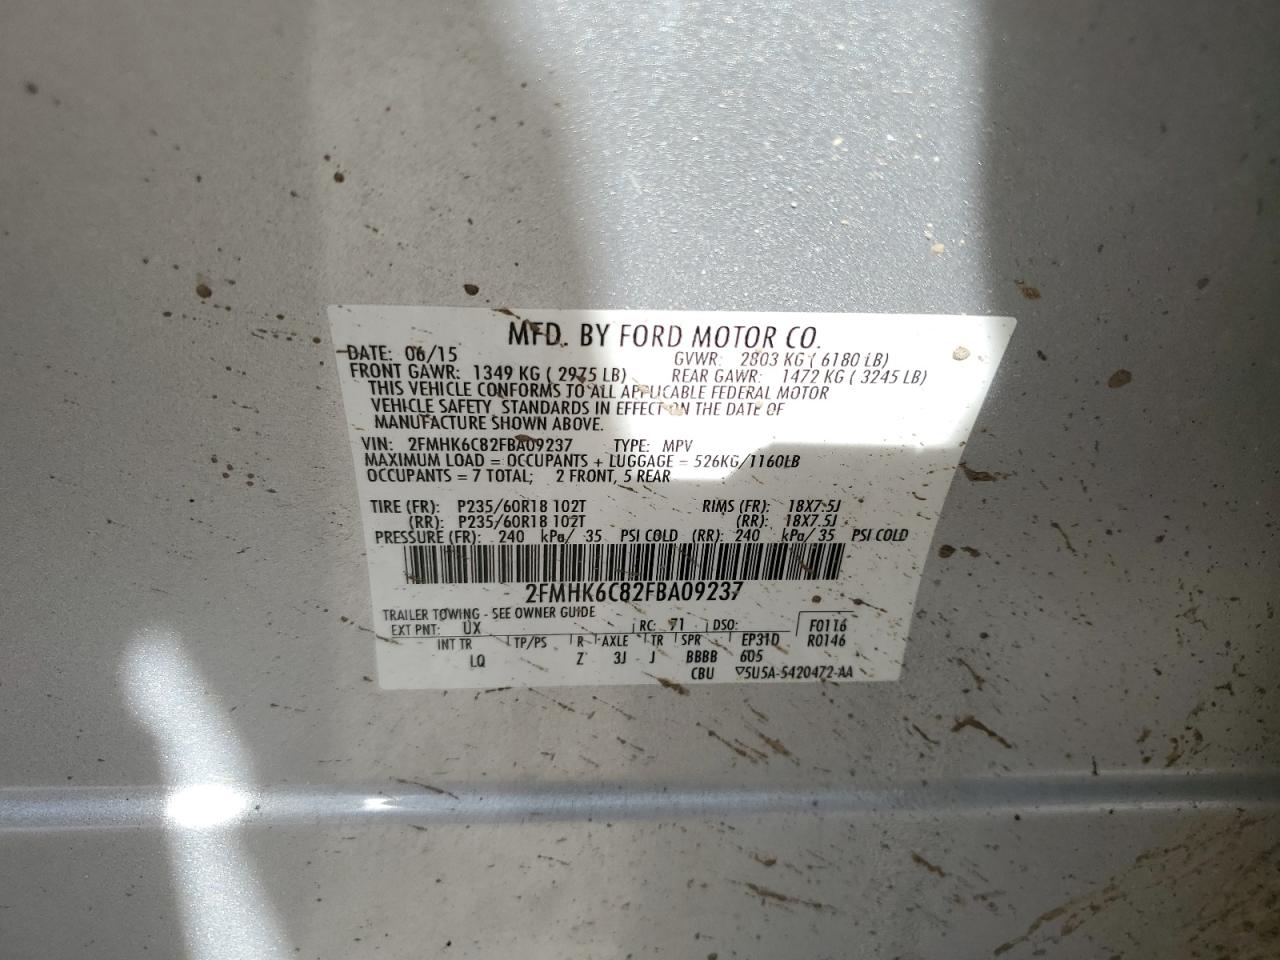 MFD. BY FORD MOTOR CO.
DATE: 06/15 GVWR: 2803 KG ( 6180 LB)
FRONT GAWR: 1349 KG ( 2975 LB) REAR GAWR: 1472 KG ( 3245 LB)
THIS VEHICLE CONFORMS TO ALL APPLICABLE FEDERAL MOTOR
VEHICLE SAFETY STANDARDS IN EFFECT ON THE DATE OF
MANUFACTURE SHOWN ABOVE.
VIN: 2FMHK6C82FBA09237 TYPE: MPV
MAXIMUM LOAD = OCCUPANTS + LUGGAGE = 526KG/1160LB
OCCUPANTS = 7 TOTAL; 2 FRONT, 5 REAR
TIRE (FR): P235/60R18 102T RIMS (FR): 18X7.5J
(RR): P235/60R18 102T (RR): 18X7.5J
PRESSURE (FR): 240 kPa/ 35 PSI COLD (RR): 240 kPa/ 35 PSI COLD
2FMHK6C82FBA09237
TRAILER TOWING - SEE OWNER GUIDE
EXT PNT: UX RC: 71 DSO: F0116
INT TR TP/PS R AXLE TR SPR EP31D R0146
LQ Z 3J J BBBB 605
CBU ▽5U5A-5420472-AA